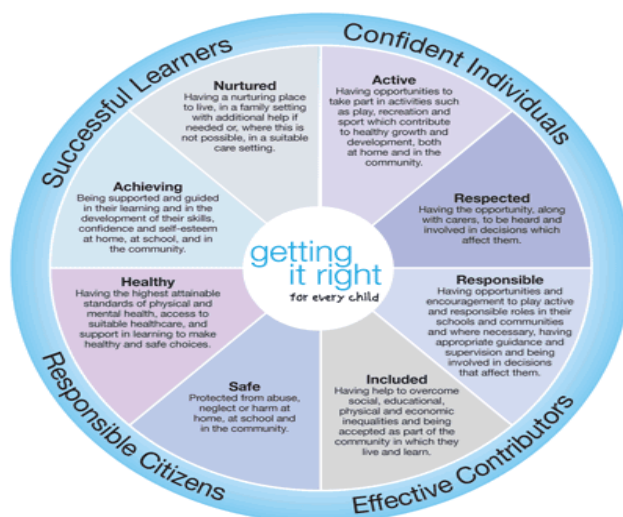 Successful Learners
Confident Individuals
Nurtured
Having a nurturing place
to live, in a family setting
with additional help if
needed or, where this is
not possible, in a suitable
care setting.
Active
Having opportunities to
take part in activities such
as play, recreation and
sport which contribute
to healthy growth and
development, both
at home and in the
community.
Achieving
Being supported and guided
in their learning and in the
development of their skills,
confidence and self-esteem
at home, at school, and in
the community.
Respected
Having the opportunity, along
with carers, to be heard and
involved in decisions which
affect them.
getting
it right
for every child
Healthy
Having the highest attainable
standards of physical and
mental health, access to
suitable healthcare, and
support in learning to make
healthy and safe choices.
Responsible
Having opportunities and
encouragement to play active
and responsible roles in their
schools and communities
and where necessary, having
appropriate guidance and
supervision and being
involved in decisions
that affect them.
Safe
Protected from abuse,
neglect or harm at
home, at school and
in the community.
Included
Having help to overcome
social, educational,
physical and economic
inequalities and being
accepted as part of the
community in which they
live and learn.
Responsible Citizens
Effective Contributors